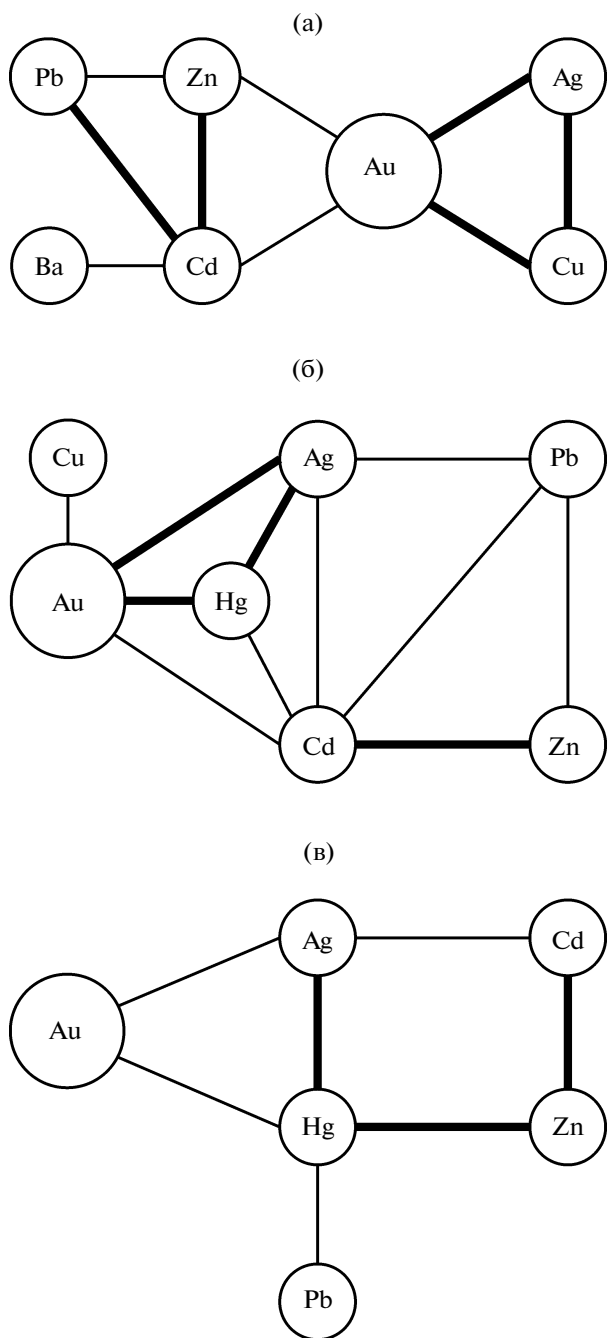 (а)
Pb Zn Ag
Au
Ba Cd Cu
(б)
Cu Ag Pb
Au Hg
Cd Zn
(в)
Ag Cd
Au
Hg Zn
Pb